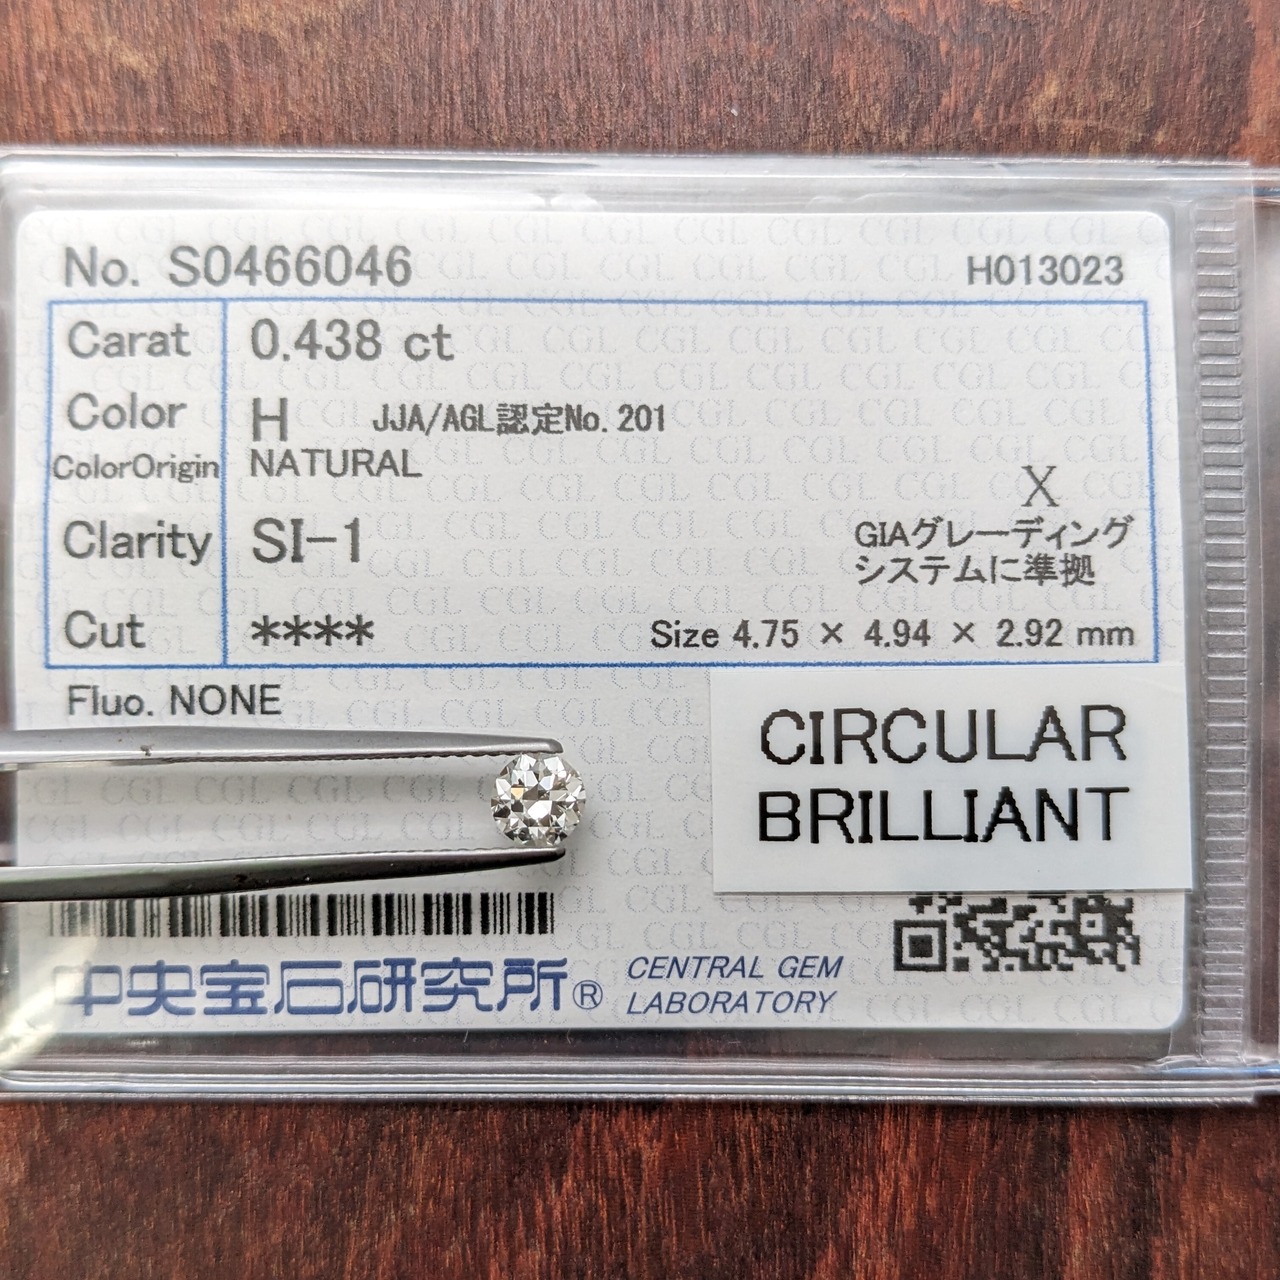 No. S0466046 H013023
Carat 0.438 ct
Color H JJA/AGL認定No.201
ColorOrigin NATURAL
X
Clarity SI-1 GIAグレーディング
システムに準拠
Cut **** Size 4.75 × 4.94 × 2.92 mm
Fluo. NONE
CIRCULAR
BRILLIANT
中央宝石研究所® CENTRAL GEM
LABORATORY